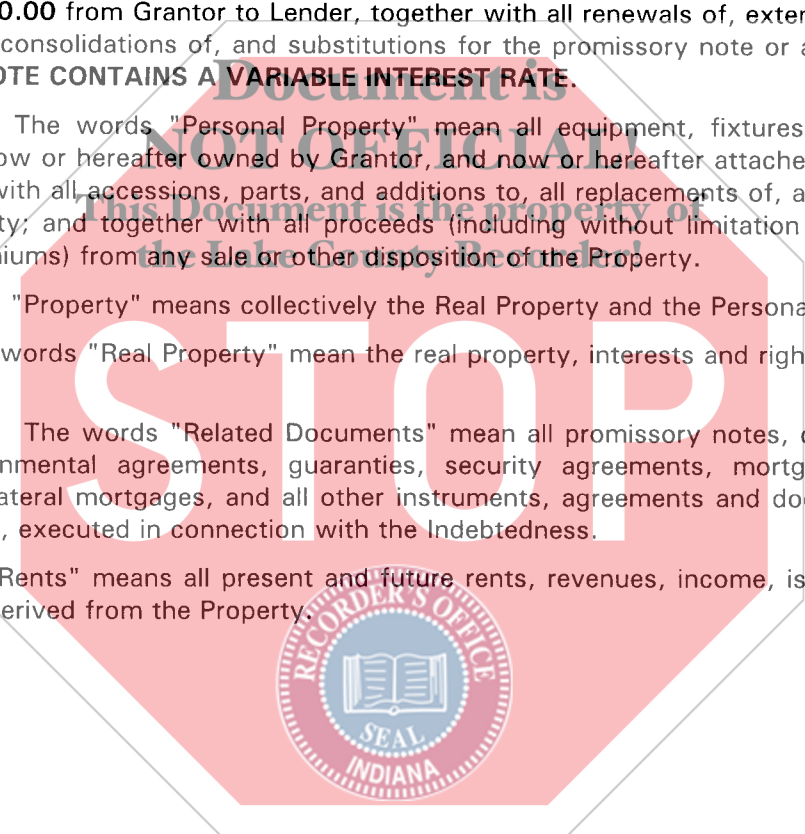 0.00 from Grantor to Lender, together with all renewals of, exten
consolidations of, and substitutions for the promissory note or a
OTE CONTAINS A VARIABLE INTEREST RATE.
Document is
The words "Personal Property" mean all equipment, fixtures
NOT OFFICIAL!
ow or hereafter owned by Grantor, and now or hereafter attache
with all accessions, parts, and additions to, all replacements of, a
This Document is the property of
ty; and together with all proceeds (including without limitation
the Lake County Recorder!
niums) from any sale or other disposition of the Property.
"Property" means collectively the Real Property and the Persona
STOP
words "Real Property" mean the real property, interests and righ
The words "Related Documents" mean all promissory notes, c
nmental agreements, guaranties, security agreements, mortg
ateral mortgages, and all other instruments, agreements and do
, executed in connection with the Indebtedness.
Rents" means all present and future rents, revenues, income, is
erived from the Property.
RECORDER'S OFFICE
SEAL
INDIANA